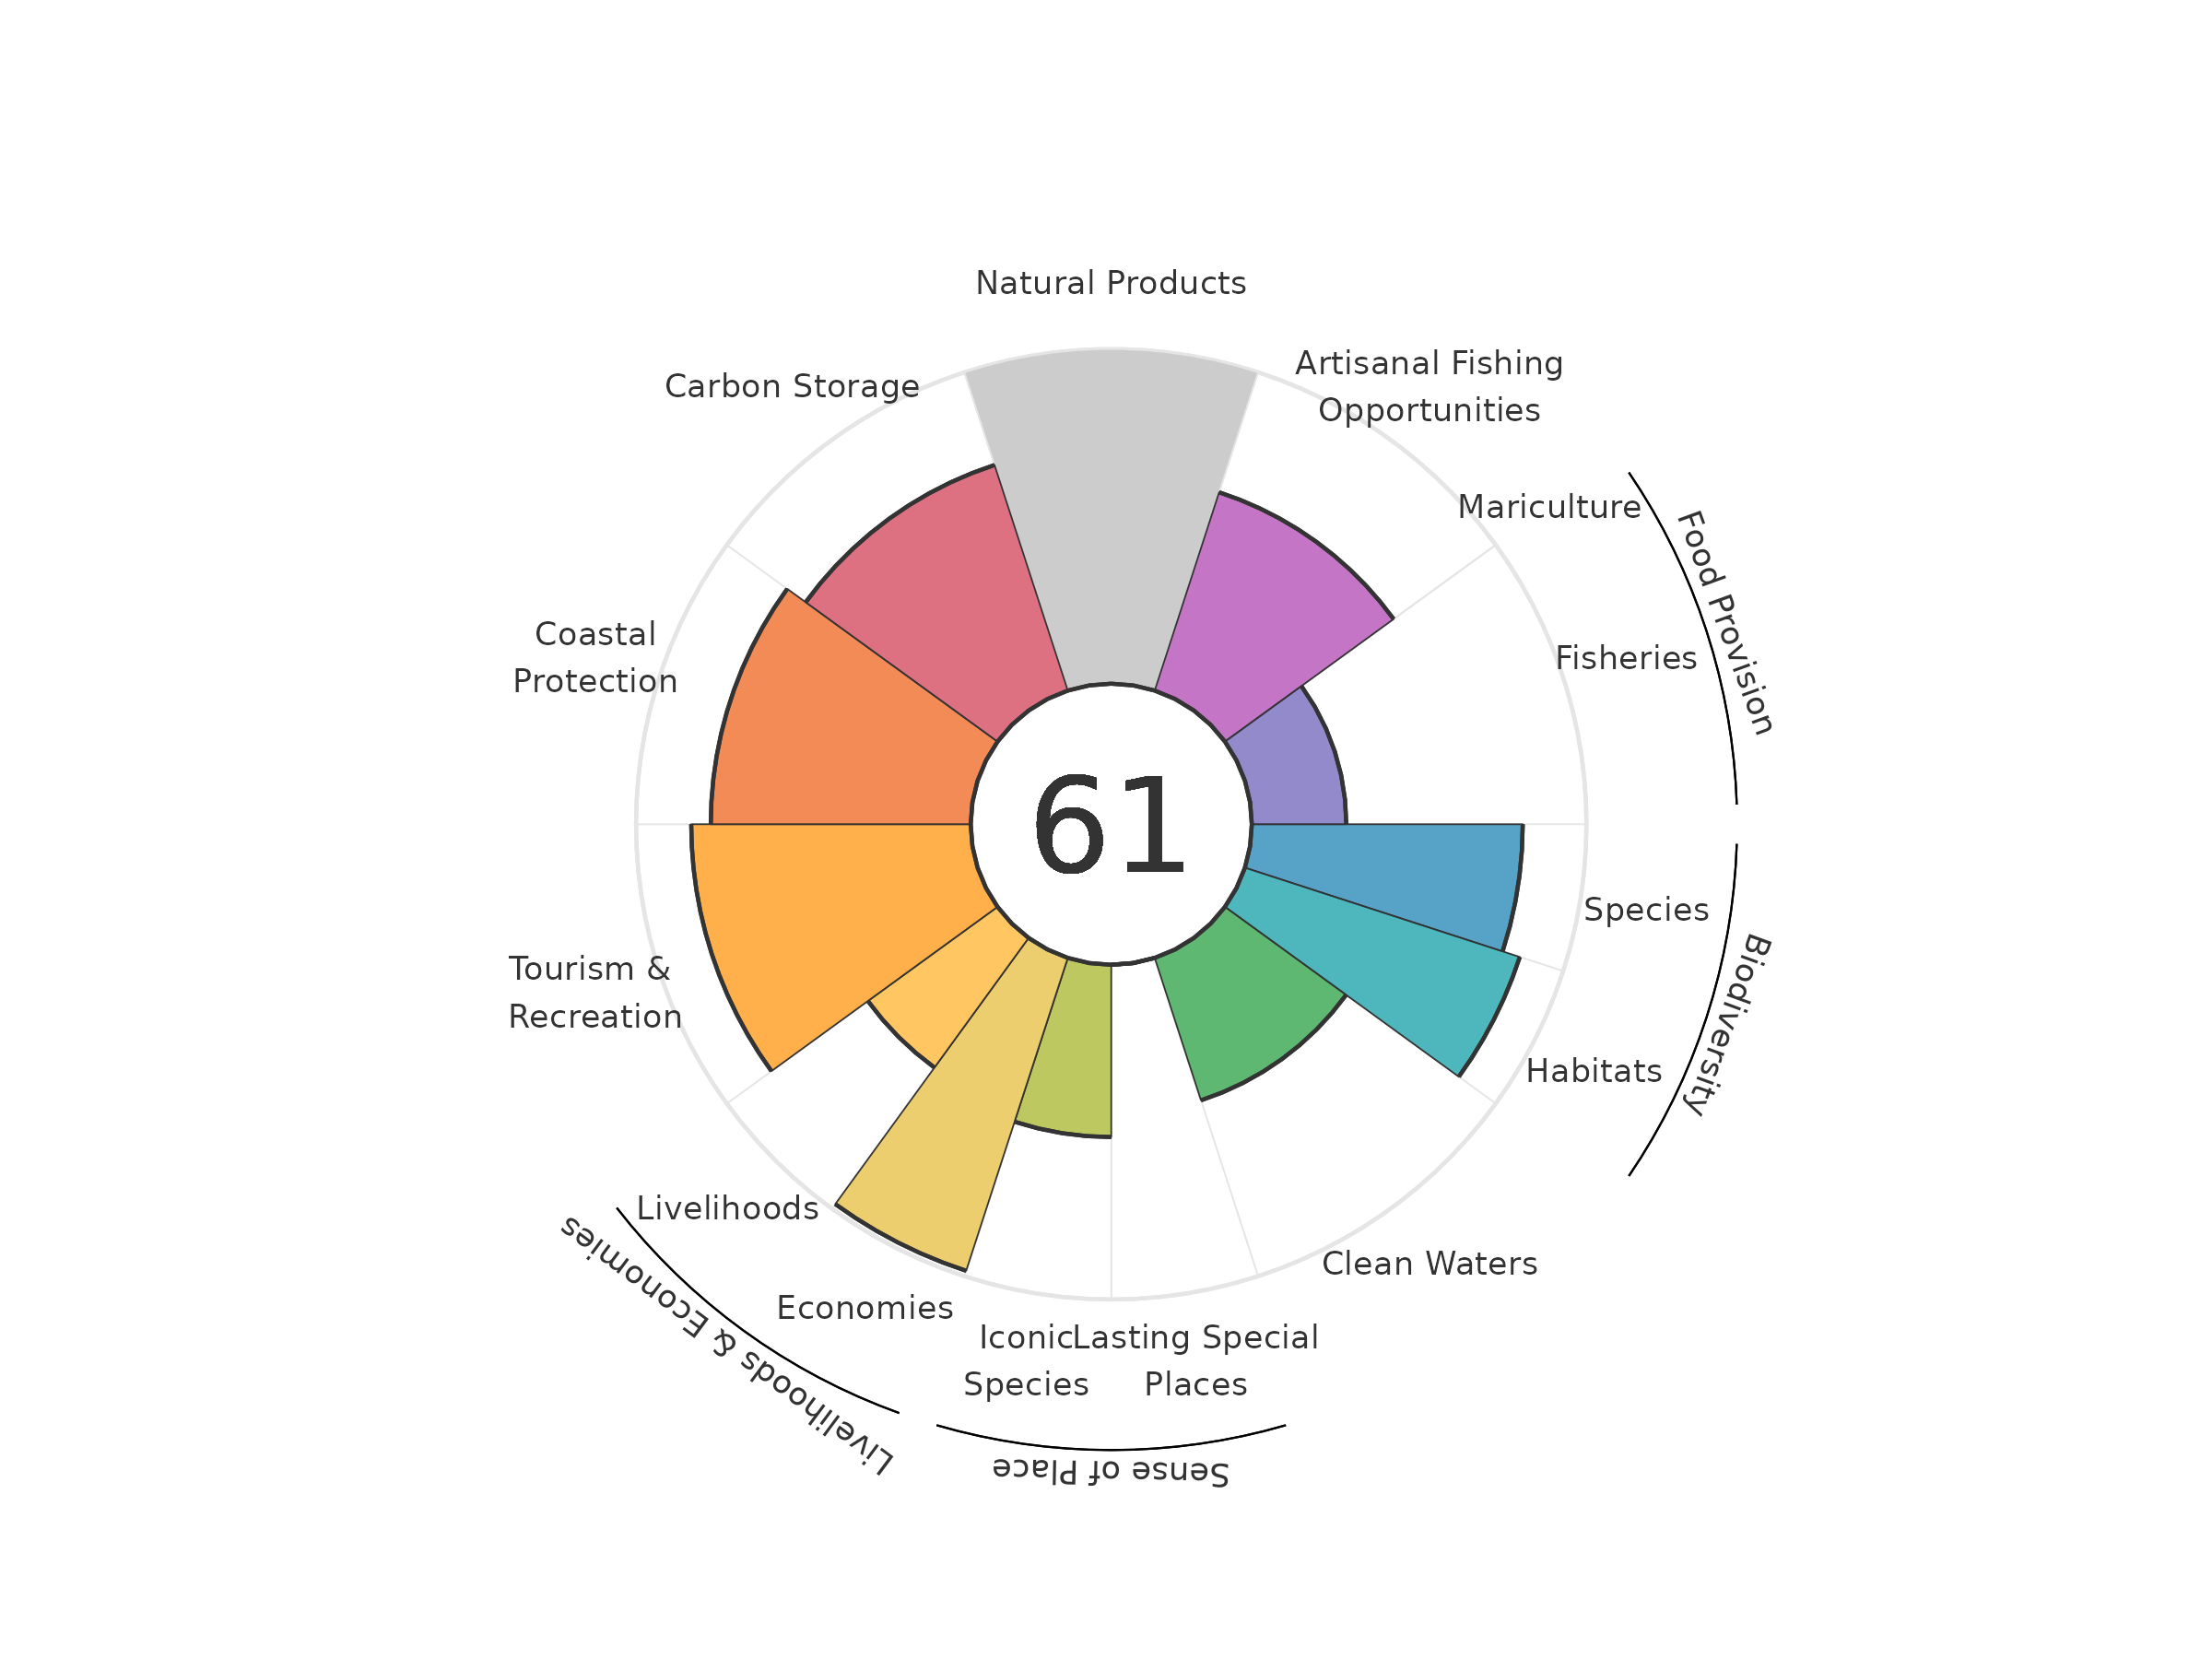 Natural Products
Artisanal Fishing
Opportunities
Carbon Storage
Mariculture
Food Provision
Fisheries
Coastal
Protection
61
Species
Biodiversity
Tourism &
Recreation
Habitats
Livelihoods
Livelihoods & Economies
Clean Waters
Economies
Iconic
Species
Lasting Special
Places
Sense of Place